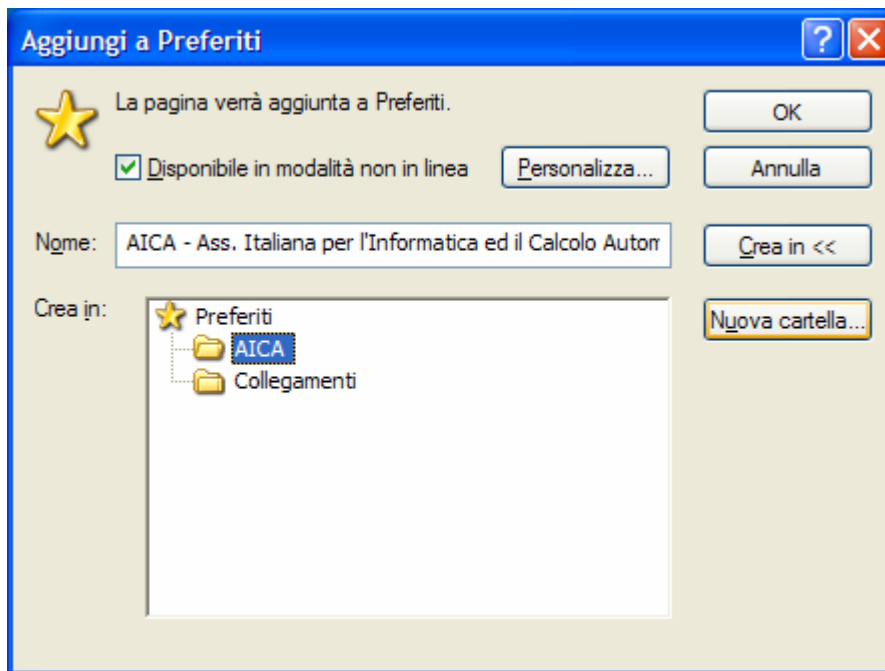 Aggiungi a Preferiti
La pagina verrà aggiunta a Preferiti.
OK
Disponibile in modalità non in linea
Personalizza...
Annulla
Nome:
AICA - Ass. Italiana per l'Informatica ed il Calcolo Autom
Crea in <<
Crea in:
Preferiti
Nuova cartella...
AICA
Collegamenti